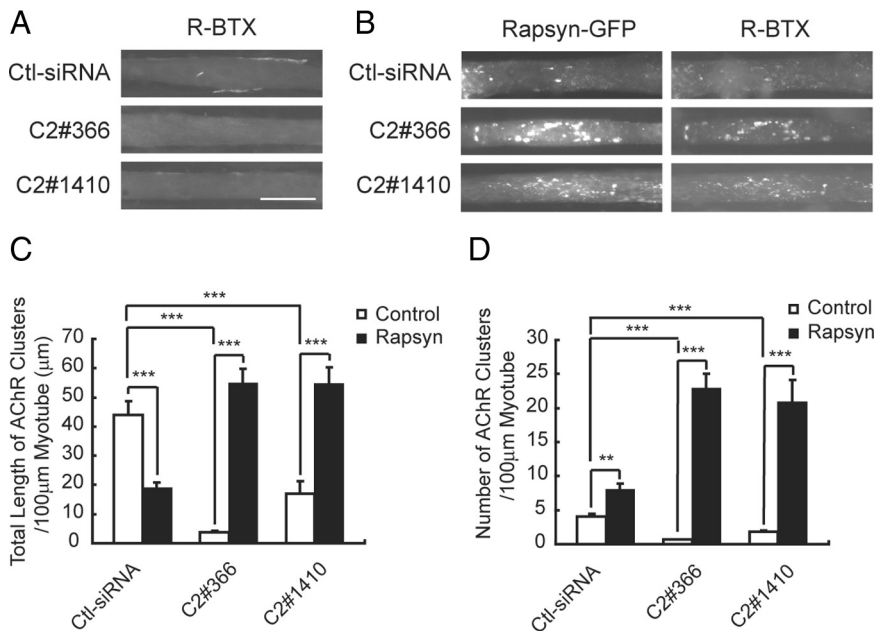 A
R-BTX
Ctl-siRNA
C2#366
C2#1410
B
Rapsyn-GFP
R-BTX
Ctl-siRNA
C2#366
C2#1410
C
Total Length of AChR Clusters
/100μm Myotube (μm)
70
60
50
40
30
20
10
0
***
***
***
***
***
Control
Rapsyn
Ctl-siRNA
C2#366
C2#1410
D
Number of AChR Clusters
/100μm Myotube
30
25
20
15
10
5
0
***
***
***
***
**
Control
Rapsyn
Ctl-siRNA
C2#366
C2#1410